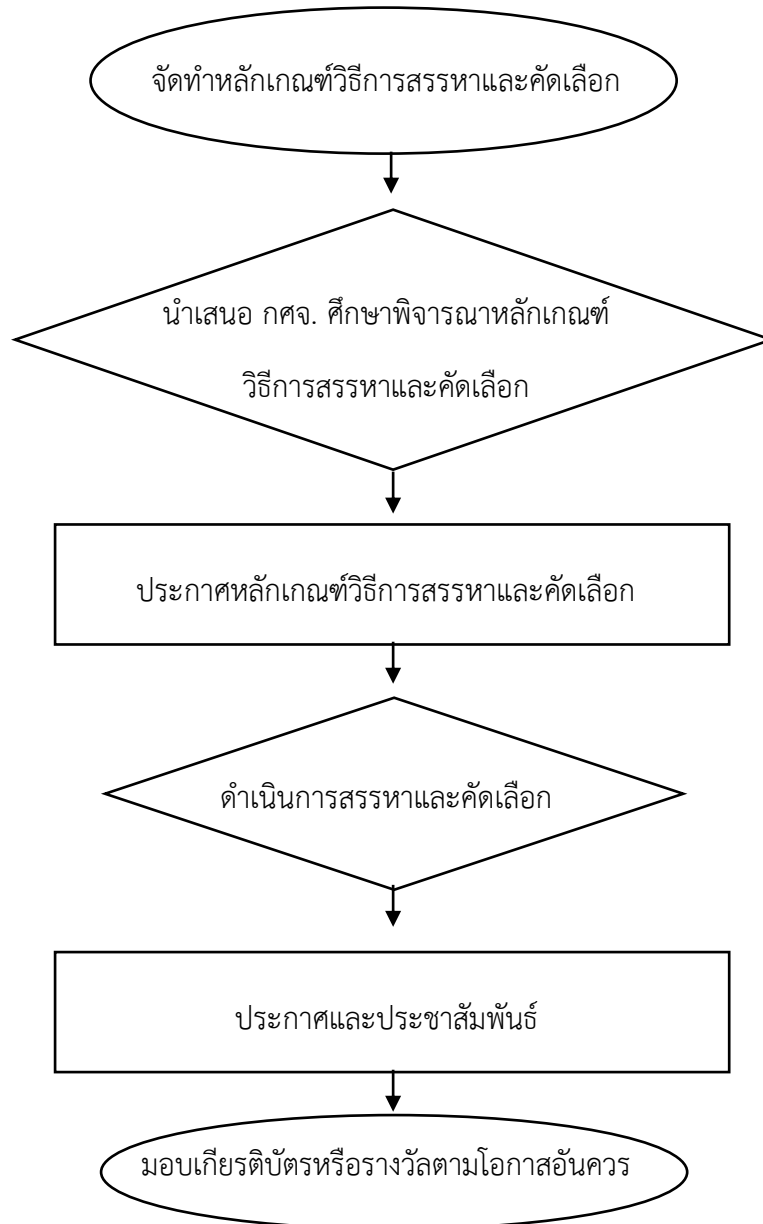 จัดทำหลักเกณฑ์วิธีการสรรหาและคัดเลือก
นำเสนอ กศจ. ศึกษาพิจารณาหลักเกณฑ์
วิธีการสรรหาและคัดเลือก
ประกาศหลักเกณฑ์วิธีการสรรหาและคัดเลือก
ดำเนินการสรรหาและคัดเลือก
ประกาศและประชาสัมพันธ์
มอบเกียรติบัตรหรือรางวัลตามโอกาสอันควร